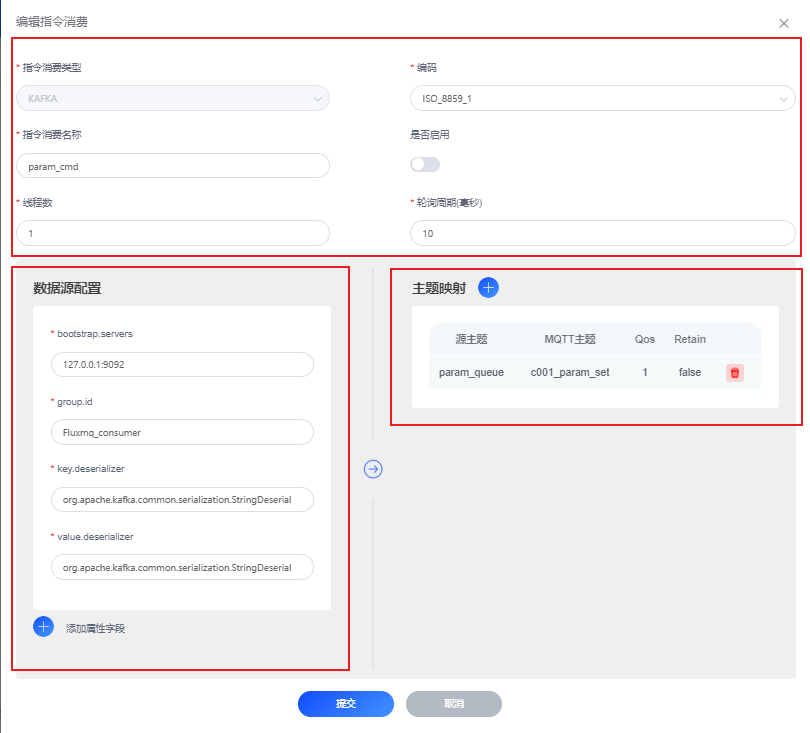 编辑指令消费
* 指令消费类型
* 编码
KAFKA
ISO_8859_1
* 指令消费名称
是否启用
param_cmd
* 线程数
* 轮询周期(毫秒)
1
10
数据源配置
* bootstrap.servers
127.0.0.1:9092
* group.id
Fluxmq_consumer
* key.deserializer
org.apache.kafka.common.serialization.StringDeserial
* value.deserializer
org.apache.kafka.common.serialization.StringDeserial
添加属性字段
主题映射
源主题 MQTT主题 Qos Retain
param_queue c001_param_set 1 false
提交
取消